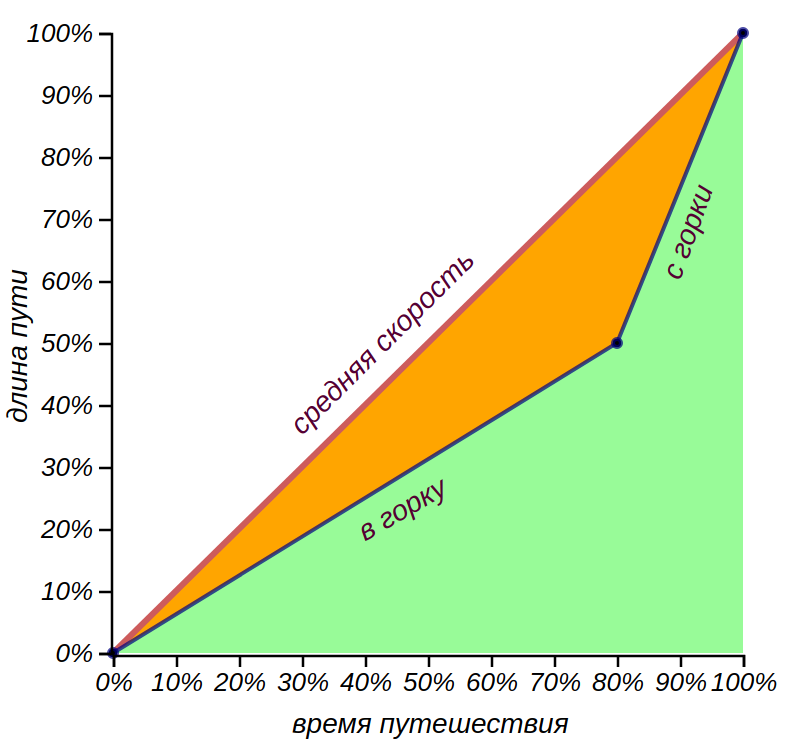 100%
90%
80%
70%
60%
50%
40%
30%
20%
10%
0%
длина пути
средняя скорость
с горки
в горку
0% 10% 20% 30% 40% 50% 60% 70% 80% 90% 100%
время путешествия